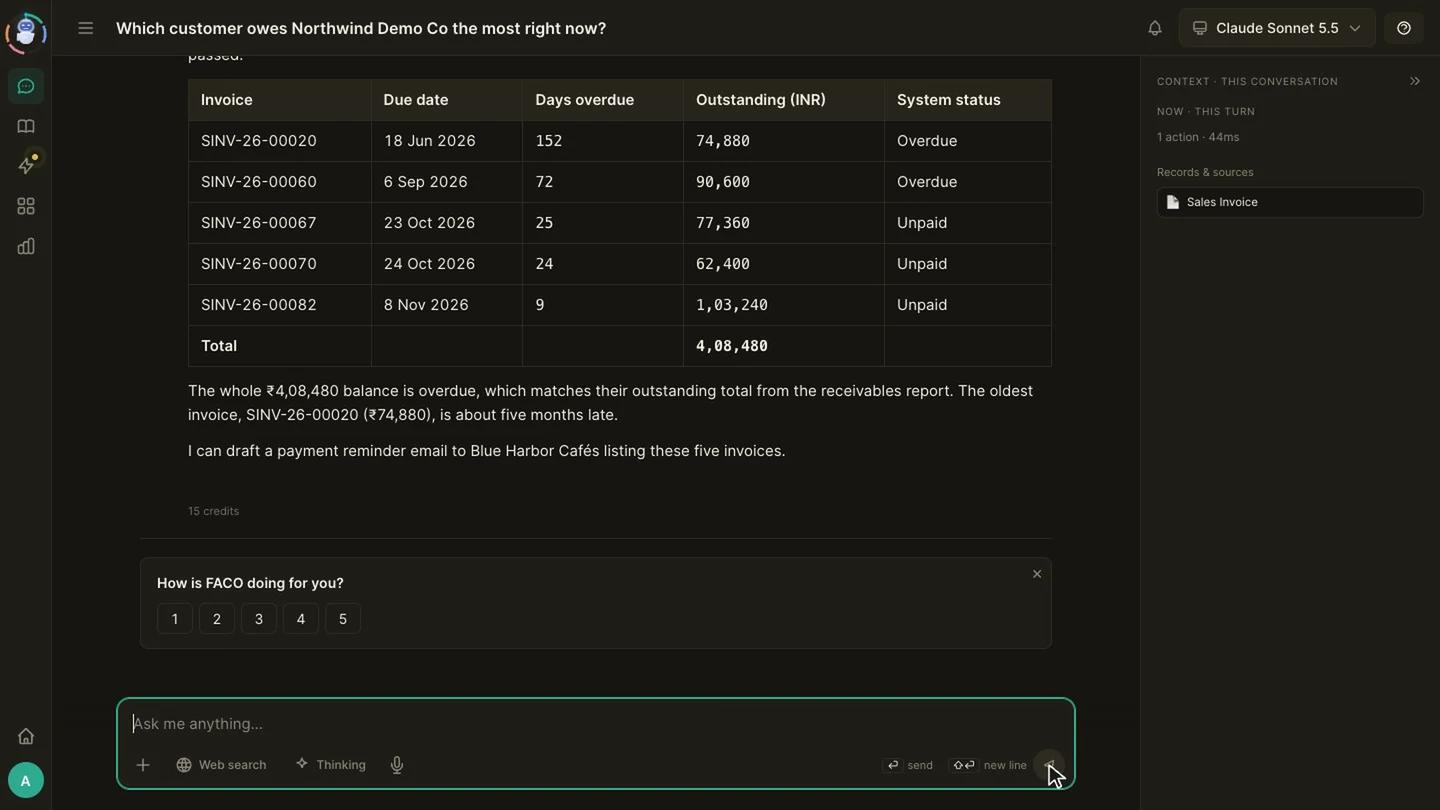 Which customer owes Northwind Demo Co the most right now?
Claude Sonnet 5.5
passed.
Invoice Due date Days overdue Outstanding (INR) System status
SINV-26-00020 18 Jun 2026 152 74,880 Overdue
SINV-26-00060 6 Sep 2026 72 90,600 Overdue
SINV-26-00067 23 Oct 2026 25 77,360 Unpaid
SINV-26-00070 24 Oct 2026 24 62,400 Unpaid
SINV-26-00082 8 Nov 2026 9 1,03,240 Unpaid
Total 4,08,480
The whole ₹4,08,480 balance is overdue, which matches their outstanding total from the receivables report. The oldest
invoice, SINV-26-00020 (₹74,880), is about five months late.
I can draft a payment reminder email to Blue Harbor Cafés listing these five invoices.
15 credits
How is FACO doing for you?
1 2 3 4 5
Ask me anything...
Web search Thinking send new line
A
CONTEXT · THIS CONVERSATION
NOW · THIS TURN
1 action · 44ms
Records & sources
Sales Invoice